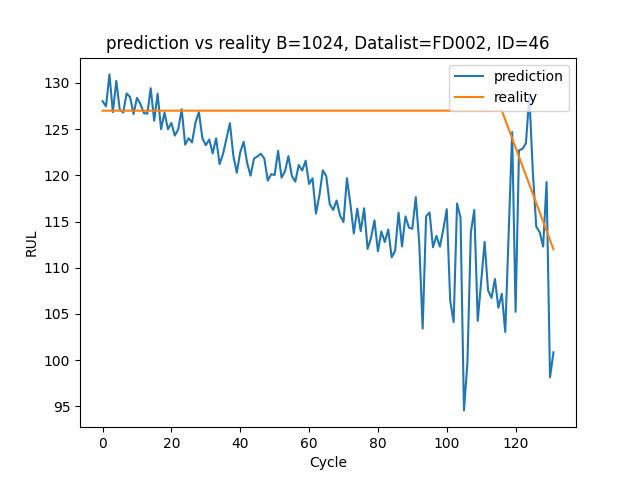 prediction vs reality B=1024, Datalist=FD002, ID=46
prediction
reality
RUL
130
125
120
115
110
105
100
95
0 20 40 60 80 100 120
Cycle